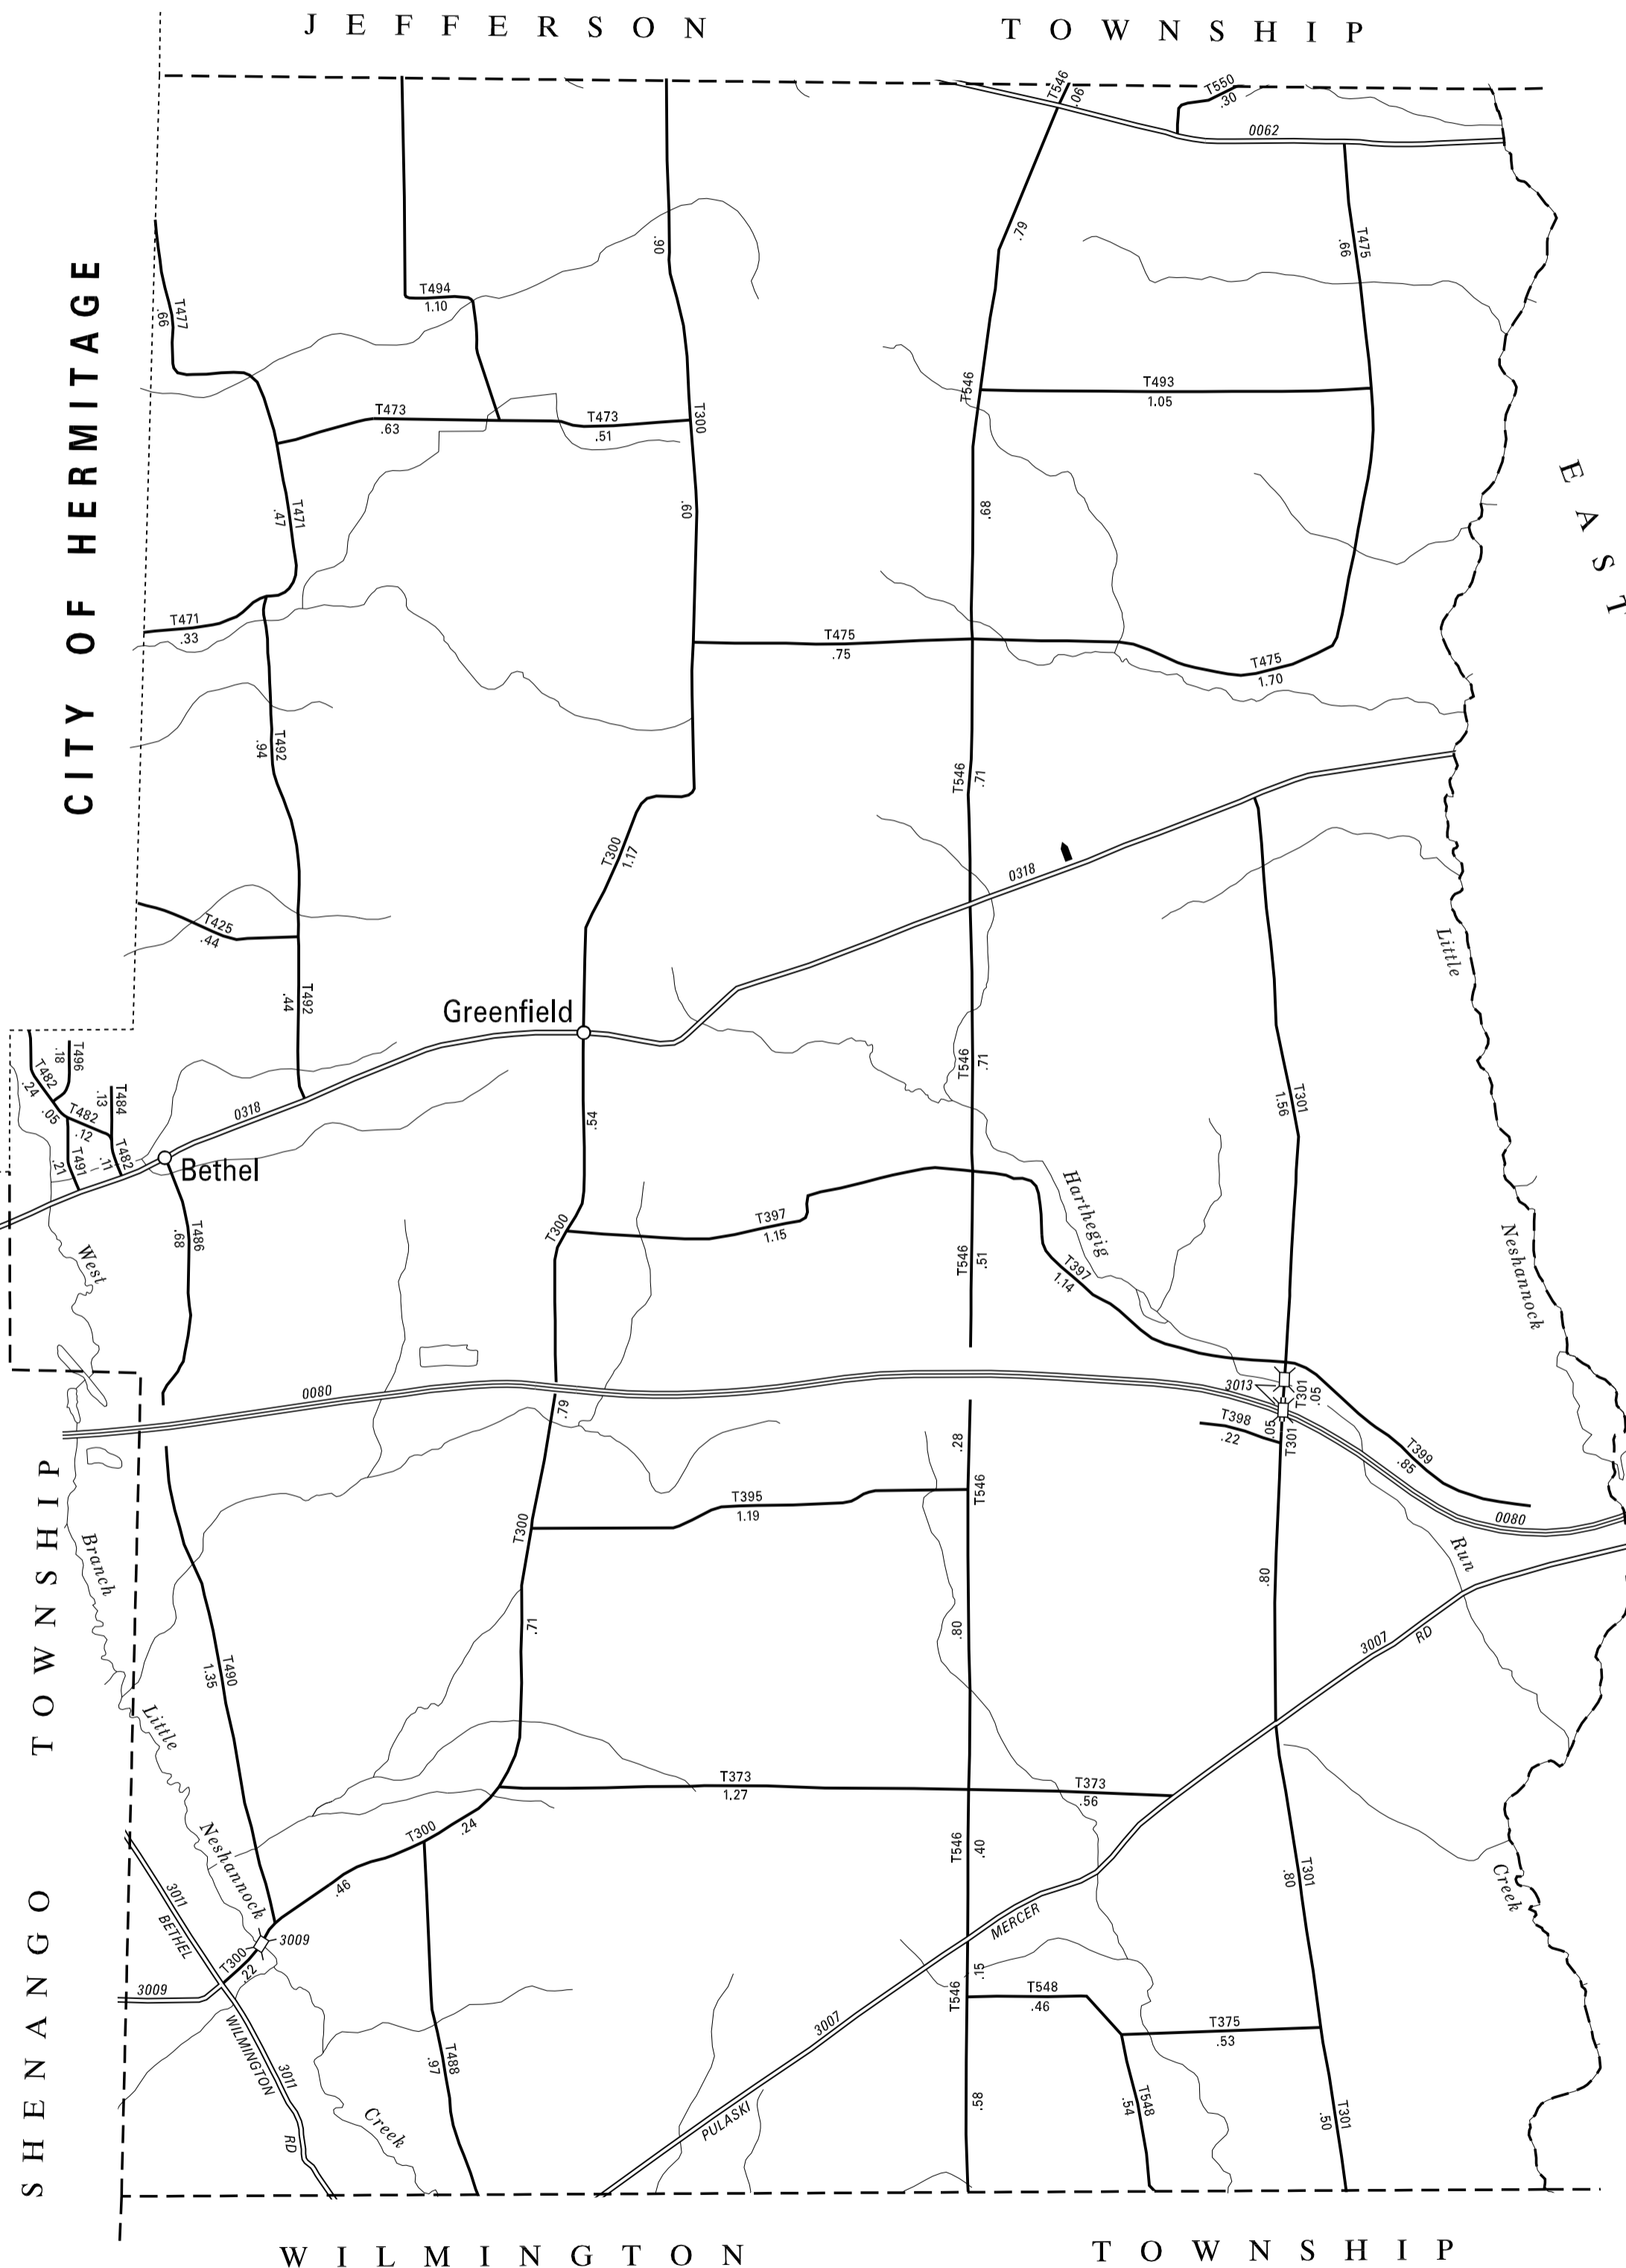 JEFFERSON TOWNSHIP
T546
.06
T550
.30
0062
.79
T475
.66
.90
T477
.66
T494
1.10
CITY OF HERMITAGE
T546
T493
1.05
T473
.63
T473
.51
T300
EAST
T471
.47
.60
.68
T471
.33
T475
.75
T475
1.70
T492
.94
T546
.71
T300
1.17
0318
T425
.44
Little
T492
.44
Greenfield
T496
.18
T482
.24
.05
T482
.12
T484
.13
T482
.11
T491
.21
0318
Bethel
T546
.71
T301
1.56
.54
T486
.68
West
T300
T397
1.15
Harthegig
T546
.51
T397
1.14
Neshannock
0080
.79
3013
T301
.05
T398
.22
.05
T301
.28
T399
.85
T546
T395
1.19
T300
0080
Branch
Run
TOWNSHIP
.80
.71
.80
T490
1.35
3007
RD
Little
T373
1.27
T373
.56
T300
.24
T546
.40
T301
.80
Neshannock
.46
Creek
3011
BETHEL
3009
MERCER
T300
.22
.15
T546
3009
T548
.46
SHENANGO
WILMINGTON
3007
T375
.53
3011
T488
.97
T548
.54
.58
T301
.50
PULASKI
Creek
RD
WILMINGTON TOWNSHIP